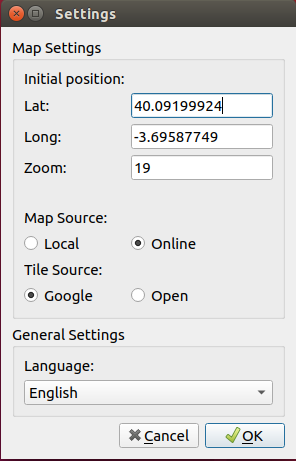 Settings
Map Settings
Initial position:
Lat: 40.09199924
Long: -3.69587749
Zoom: 19
Map Source:
Local Online
Tile Source:
Google Open
General Settings
Language:
English
Cancel OK